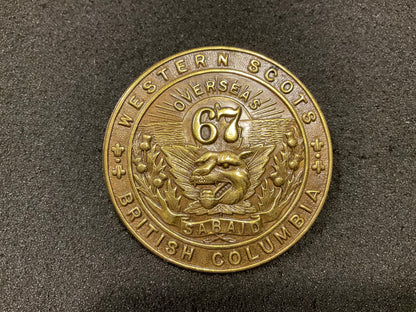 WESTERN SCOTS
OVERSEAS
67
SABAID
BRITISH COLUMBIA